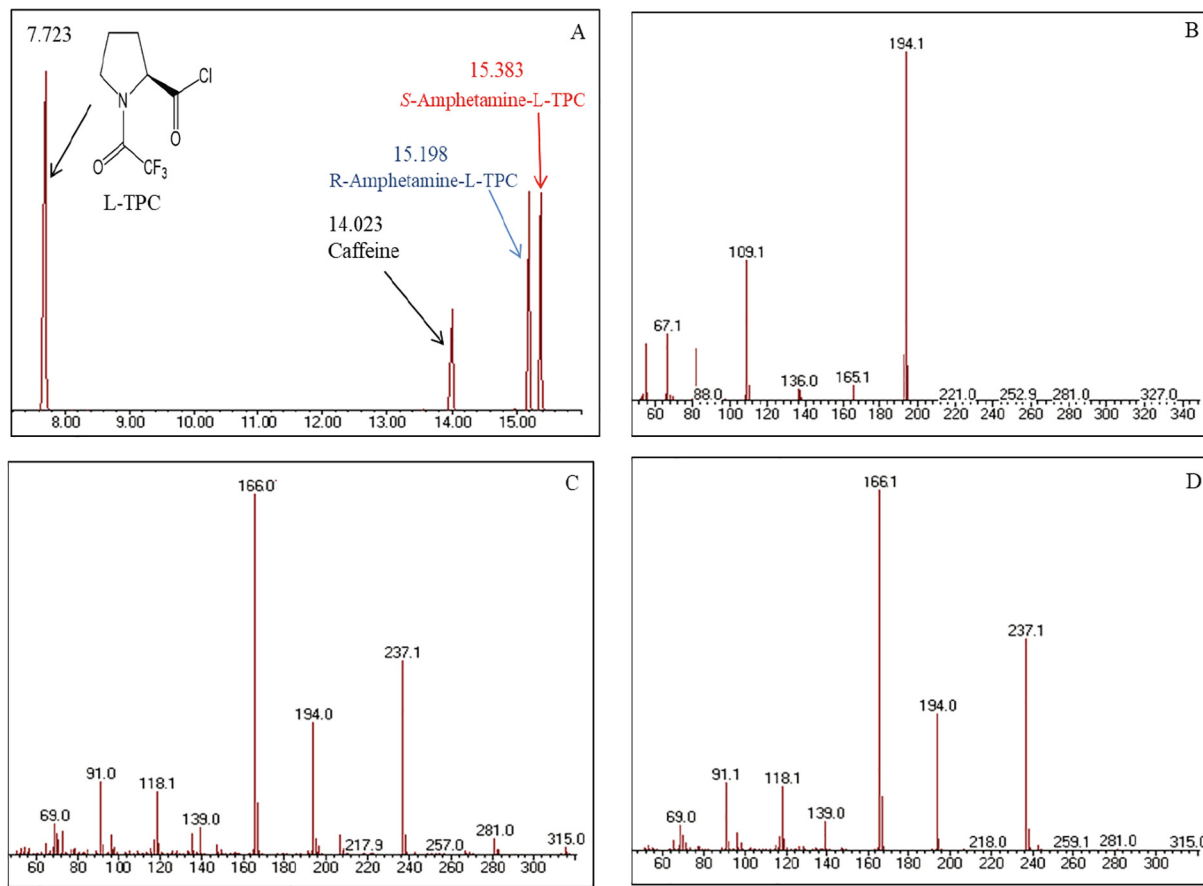 A
7.723
Cl
N
O
O
CF3
L-TPC
15.383
S-Amphetamine-L-TPC
15.198
R-Amphetamine-L-TPC
14.023
Caffeine
8.00 9.00 10.00 11.00 12.00 13.00 14.00 15.00
B
194.1
109.1
67.1
88.0 136.0 165.1 221.0 252.9 281.0 327.0
60 80 100 120 140 160 180 200 220 240 260 280 300 320 340
C
166.0
237.1
194.0
91.0
118.1
69.0
139.0
217.9 257.0 281.0 315.0
60 80 100 120 140 160 180 200 220 240 260 280 300
D
166.1
237.1
194.0
91.1
118.1
69.0
139.0
218.0 259.1 281.0 315.0
60 80 100 120 140 160 180 200 220 240 260 280 300